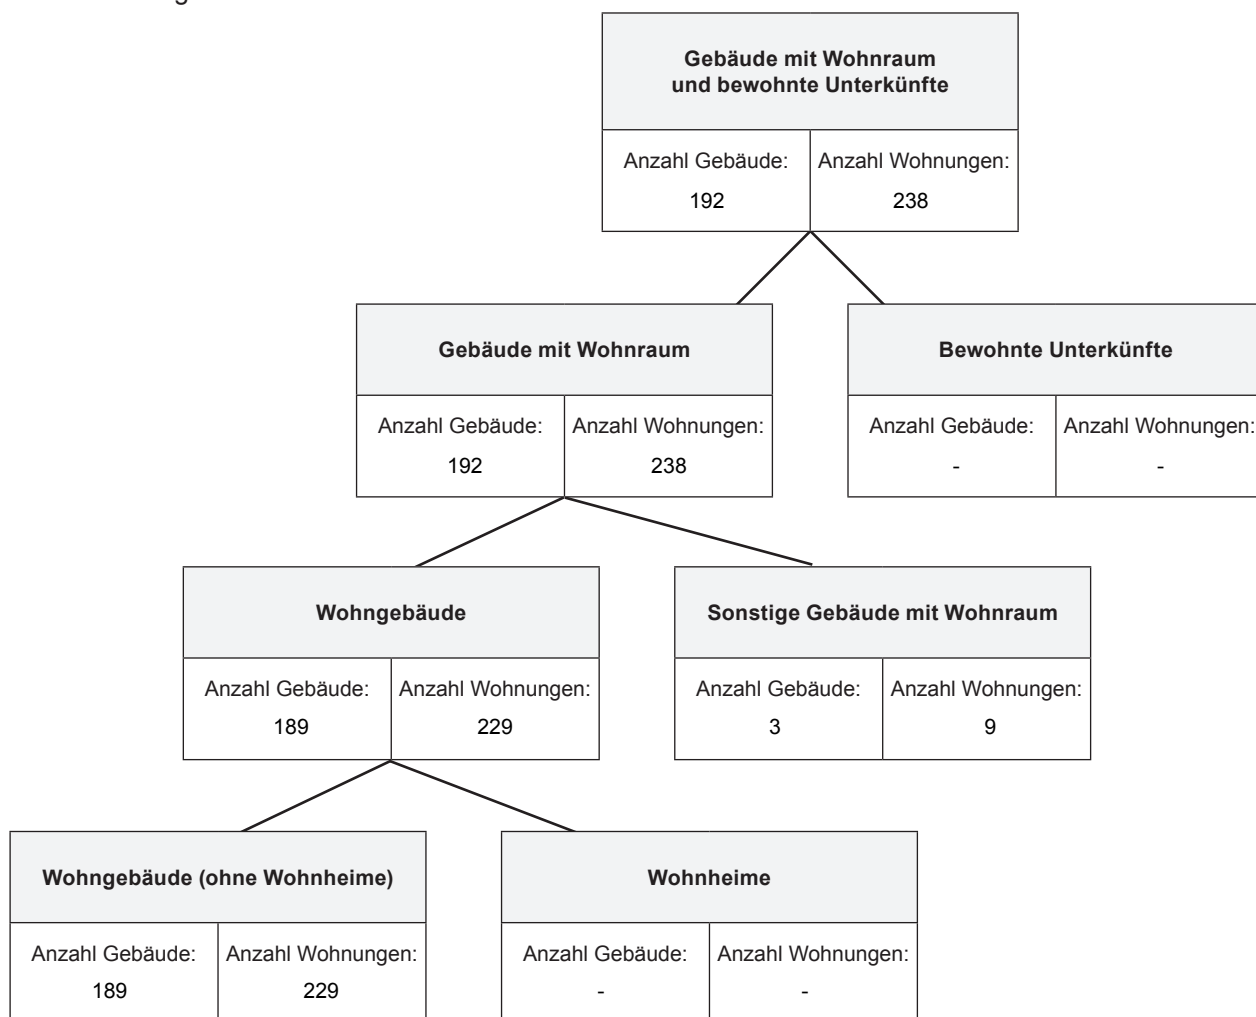 Gebäude mit Wohnraum
und bewohnte Unterkünfte
Anzahl Gebäude: Anzahl Wohnungen:
192 238
Gebäude mit Wohnraum
Bewohnte Unterkünfte
Anzahl Gebäude: Anzahl Wohnungen:
192 238
Anzahl Gebäude: Anzahl Wohnungen:
- -
Wohngebäude
Sonstige Gebäude mit Wohnraum
Anzahl Gebäude: Anzahl Wohnungen:
189 229
Anzahl Gebäude: Anzahl Wohnungen:
3 9
Wohngebäude (ohne Wohnheime)
Wohnheime
Anzahl Gebäude: Anzahl Wohnungen:
189 229
Anzahl Gebäude: Anzahl Wohnungen:
- -